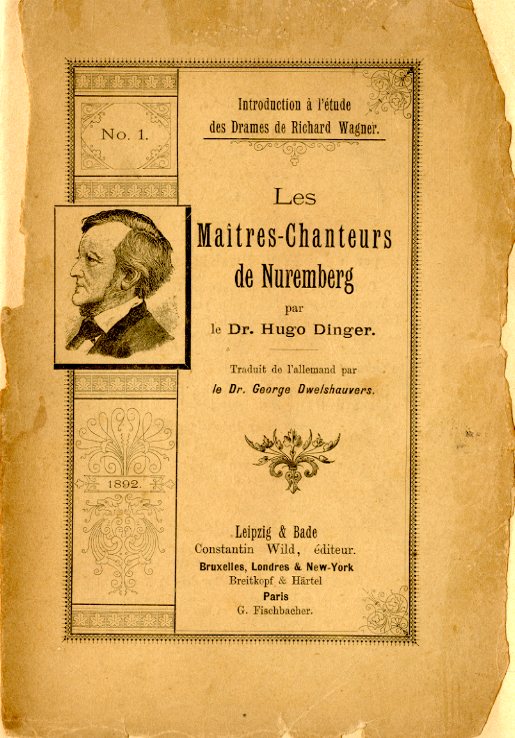 No. 1.
Introduction à l'étude
des Drames de Richard Wagner.
Les
Maîtres-Chanteurs
de Nuremberg
par
le Dr. Hugo Dinger.
Traduit de l'allemand par
le Dr. George Dwelshauvers.
1892.
Leipzig & Bade
Constantin Wild, éditeur.
Bruxelles, Londres & New-York
Breitkopf & Härtel
Paris
G. Fischbacher.